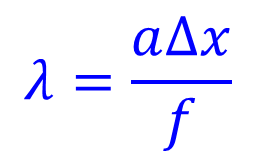 λ = aΔx / f